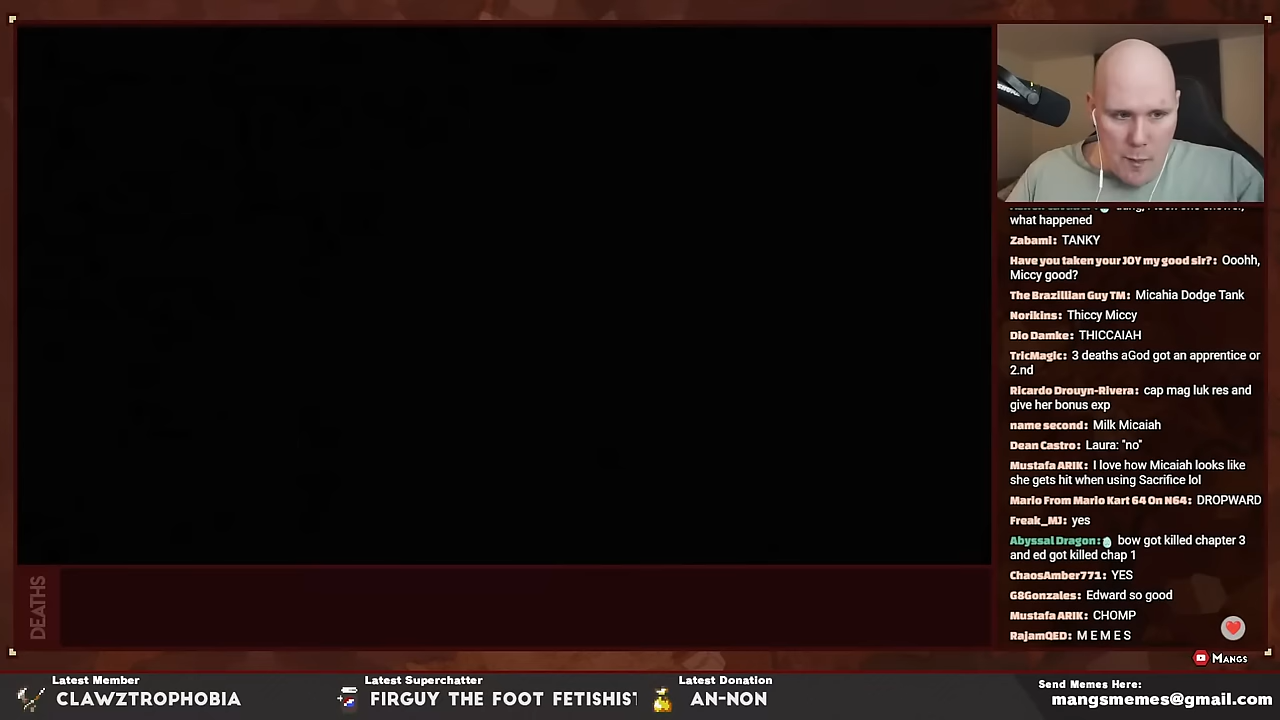 what happened
Zabami: TANKY
Have you taken your JOY my good sir?: Ooohh,
Miccy good?
The Brazillian Guy TM: Micahia Dodge Tank
Norikins: Thiccy Miccy
Dio Damke: THICCAIAH
TricMagic: 3 deaths aGod got an apprentice or
2.nd
Ricardo Drouyn-Rivera: cap mag luk res and
give her bonus exp
name second: Milk Micaiah
Dean Castro: Laura: "no"
Mustafa ARIK: I love how Micaiah looks like
she gets hit when using Sacrifice lol
Mario From Mario Kart 64 On N64: DROPWARD
Freak_MJ: yes
Abyssal Dragon: bow got killed chapter 3
and ed got killed chap 1
ChaosAmber771: YES
G8Gonzales: Edward so good
Mustafa ARIK: CHOMP
RajamQED: M E M E S
DEATHS
Mangs
Latest Member
CLAWZTROPHOBIA
Latest Superchatter
FIRGUY THE FOOT FETISHIST
Latest Donation
AN-NON
Send Memes Here:
mangsmemes@gmail.com